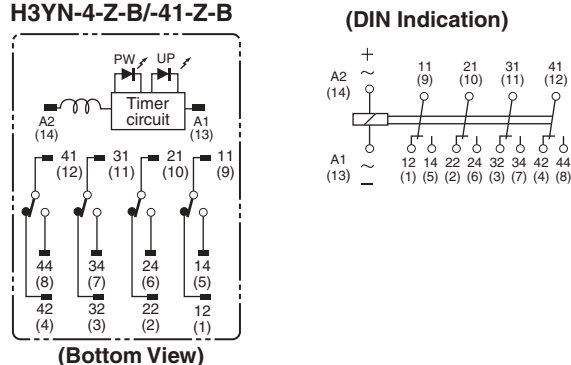 H3YN-4-Z-B/-41-Z-B
PW UP
Timer
circuit
A2
(14)
A1
(13)
41 31 21 11
(12) (11) (10) (9)
44 34 24 14
(8) (7) (6) (5)
42 32 22 12
(4) (3) (2) (1)
(Bottom View)
(DIN Indication)
+
~
A2
(14)
11 21 31 41
(9) (10) (11) (12)
A1
(13)
~
−
12 14 22 24 32 34 42 44
(1) (5) (2) (6) (3) (7) (4) (8)